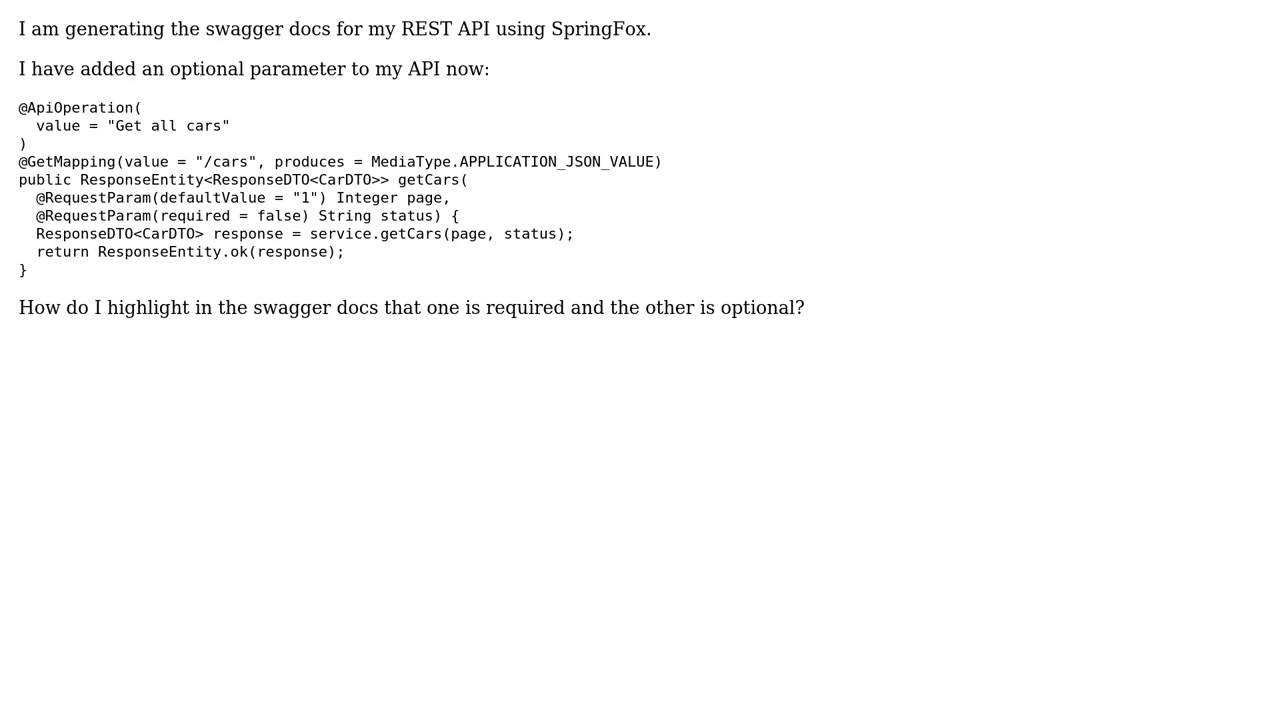 I am generating the swagger docs for my REST API using SpringFox.
I have added an optional parameter to my API now:
@ApiOperation(
  value = "Get all cars"
)
@GetMapping(value = "/cars", produces = MediaType.APPLICATION_JSON_VALUE)
public ResponseEntity<ResponseDTO<CarDTO>> getCars(
  @RequestParam(defaultValue = "1") Integer page,
  @RequestParam(required = false) String status) {
  ResponseDTO<CarDTO> response = service.getCars(page, status);
  return ResponseEntity.ok(response);
}
How do I highlight in the swagger docs that one is required and the other is optional?